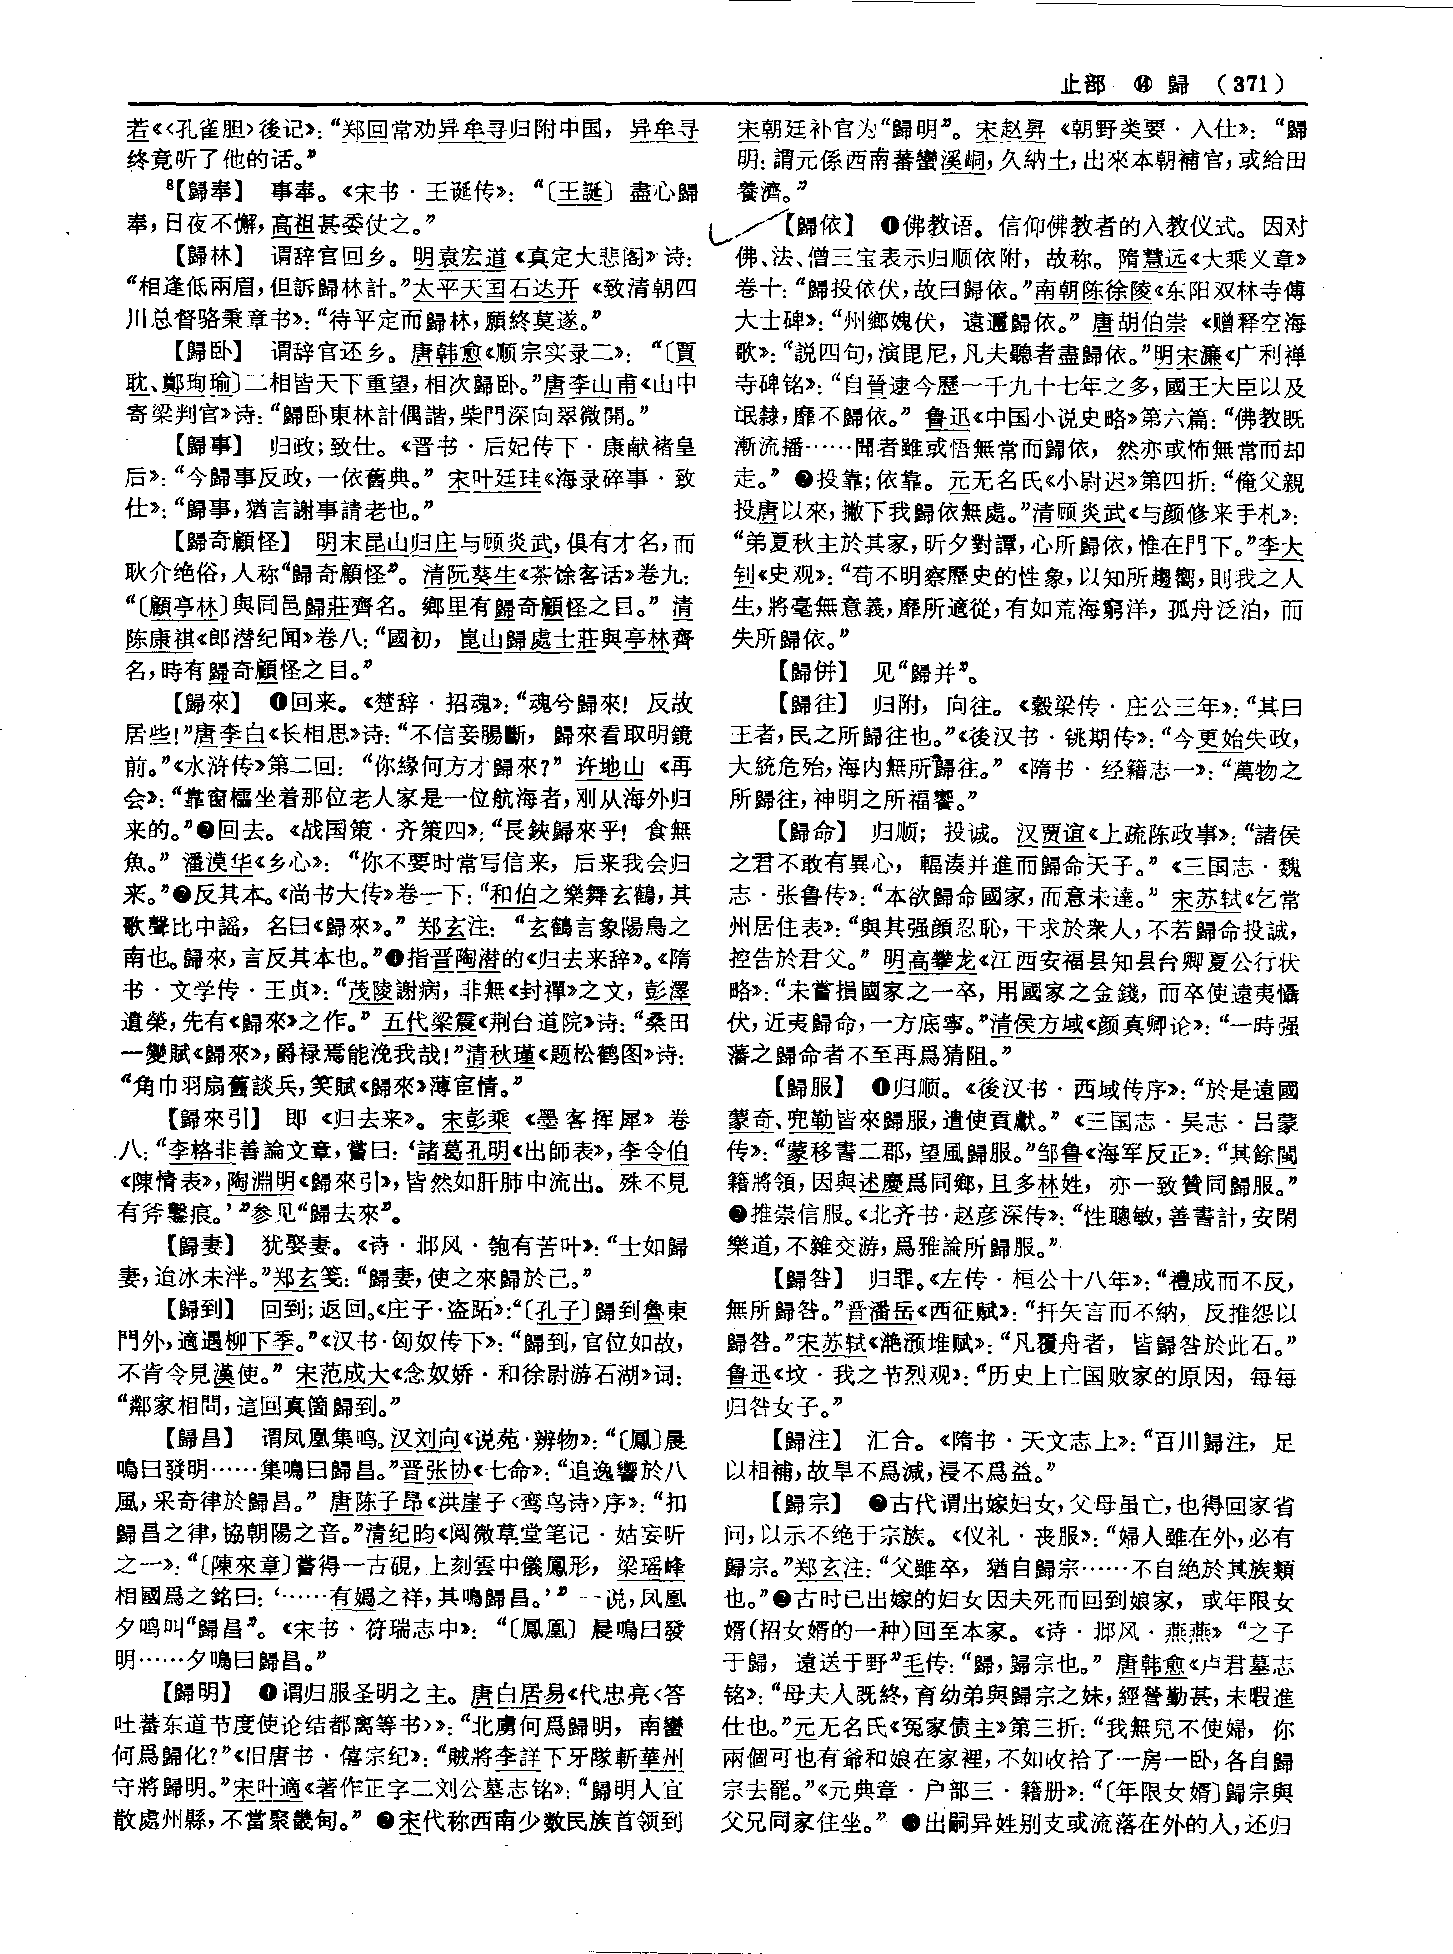 止部 ⑭ 歸 （371）
若《〈孔雀胆〉後记》：“郑回常劝异牟寻归附中国，异牟寻
终竟听了他的话。”
⁸【歸奉】 事奉。《宋书·王诞传》：“〔王誕〕盡心歸
奉，日夜不懈，高祖甚委仗之。”
【歸林】 谓辞官回乡。明袁宏道《真定大悲阁》诗：
“相逢低兩眉，但訴歸林計。”太平天国石达开《致清朝四
川总督骆秉章书》：“待平定而歸林，願終莫遂。”
【歸卧】 谓辞官还乡。唐韩愈《顺宗实录二》：“〔賈
耽、鄭珣瑜〕二相皆天下重望，相次歸卧。”唐李山甫《山中
寄梁判官》诗：“歸卧東林計偶諧，柴門深向翠微開。”
【歸事】 归政；致仕。《晋书·后妃传下·康献褚皇
后》：“今歸事反政，一依舊典。”宋叶廷珪《海录碎事·致
仕》：“歸事，猶言謝事請老也。”
【歸奇顧怪】 明末昆山归庄与顾炎武，俱有才名，而
耿介绝俗，人称“歸奇顧怪”。清阮葵生《茶馀客话》卷九：
“〔顧亭林〕與同邑歸莊齊名。鄉里有歸奇顧怪之目。”清
陈康祺《郎潜纪闻》卷八：“國初，崑山歸處士莊與亭林齊
名，時有歸奇顧怪之目。”
【歸來】 ❶回来。《楚辞·招魂》：“魂兮歸來！反故
居些！”唐李白《长相思》诗：“不信妾腸斷，歸來看取明鏡
前。”《水浒传》第二回：“你緣何方才歸來？”许地山《再
会》：“靠窗櫺坐着那位老人家是一位航海者，刚从海外归
来的。”❷回去。《战国策·齐策四》：“長鋏歸來乎！食無
魚。”潘漠华《乡心》：“你不要时常写信来，后来我会归
来。”❸反其本。《尚书大传》卷一下：“和伯之樂舞玄鶴，其
歌聲比中謡，名曰《歸來》。”郑玄注：“玄鶴言象陽鳥之
南也。歸來，言反其本也。”❹指晋陶潜的《归去来辞》。《隋
书·文学传·王贞》：“茂陵謝病，非無《封禪》之文，彭澤
遺榮，先有《歸來》之作。”五代梁震《荆台道院》诗：“桑田
一變賦《歸來》，爵禄焉能浼我哉！”清秋瑾《题松鹤图》诗：
“角巾羽扇舊談兵，笑賦《歸來》薄宦情。”
【歸來引】 即《归去来》。宋彭乘《墨客挥犀》卷
八：“李格非善論文章，嘗曰：‘諸葛孔明《出師表》，李令伯
《陳情表》，陶淵明《歸來引》，皆然如肝肺中流出。殊不見
有斧鑿痕。’”参见“歸去來”。
【歸妻】 犹娶妻。《诗·邶风·匏有苦叶》：“士如歸
妻，迨冰未泮。”郑玄笺：“歸妻，使之來歸於己。”
【歸到】 回到；返回。《庄子·盗跖》：“〔孔子〕歸到魯東
門外，適遇柳下季。”《汉书·匈奴传下》：“歸到，官位如故，
不肯令見漢使。”宋范成大《念奴娇·和徐尉游石湖》词：
“鄰家相問，這回真箇歸到。”
【歸昌】 谓凤凰集鸣。汉刘向《说苑·辨物》：“〔鳳〕晨
鳴曰發明……集鳴曰歸昌。”晋张协《七命》：“追逸響於八
風，采奇律於歸昌。”唐陈子昂《洪崖子〈鸾鸟诗〉序》：“扣
歸昌之律，協朝陽之音。”清纪昀《阅微草堂笔记·姑妄听
之一》：“〔陳來章〕嘗得一古硯，上刻雲中儀鳳形，梁瑶峰
相國爲之銘曰：‘……有嬀之祥，其鳴歸昌。’”一说，凤凰
夕鸣叫“歸昌”。《宋书·符瑞志中》：“〔鳳凰〕晨鳴曰發
明……夕鳴曰歸昌。”
【歸明】 ❶谓归服圣明之主。唐白居易《代忠亮〈答
吐蕃东道节度使论结都离等书〉》：“北虜何爲歸明，南蠻
何爲歸化？”《旧唐书·僖宗纪》：“賊將李詳下牙隊斬華州
守將歸明。”宋叶適《著作正字二刘公墓志铭》：“歸明人宜
散處州縣，不當聚畿甸。”❷宋代称西南少数民族首领到
宋朝廷补官为“歸明”。宋赵昇《朝野类要·入仕》：“歸
明：謂元係西南蕃蠻溪峒，久納土，出來本朝補官，或給田
養濟。”
【歸依】 ❶佛教语。信仰佛教者的入教仪式。因对
佛、法、僧三宝表示归顺依附，故称。隋慧远《大乘义章》
卷十：“歸投依伏，故曰歸依。”南朝陈徐陵《东阳双林寺傅
大士碑》：“州鄉媿伏，遠邇歸依。”唐胡伯崇《赠释空海
歌》：“説四句，演毘尼，凡夫聽者盡歸依。”明宋濂《广利禅
寺碑铭》：“自晉逮今歷一千九十七年之多，國王大臣以及
氓隸，靡不歸依。”鲁迅《中国小说史略》第六篇：“佛教既
漸流播……聞者雖或悟無常而歸依，然亦或怖無常而却
走。”❷投靠；依靠。元无名氏《小尉迟》第四折：“俺父親
投唐以來，撇下我歸依無處。”清顾炎武《与颜修来手札》：
“弟夏秋主於其家，昕夕對譚，心所歸依，惟在門下。”李大
钊《史观》：“苟不明察歷史的性象，以知所趨嚮，則我之人
生，將毫無意義，靡所適從，有如荒海窮洋，孤舟泛泊，而
失所歸依。”
【歸併】 见“歸并”。
【歸往】 归附，向往。《穀梁传·庄公三年》：“其曰
王者，民之所歸往也。”《後汉书·铫期传》：“今更始失政，
大統危殆，海内無所歸往。”《隋书·经籍志一》：“萬物之
所歸往，神明之所福饗。”
【歸命】 归顺；投诚。汉贾谊《上疏陈政事》：“諸侯
之君不敢有異心，輻湊并進而歸命天子。”《三国志·魏
志·张鲁传》：“本欲歸命國家，而意未達。”宋苏轼《乞常
州居住表》：“與其强顔忍恥，干求於衆人，不若歸命投誠，
控告於君父。”明高攀龙《江西安福县知县台卿夏公行状
略》：“未嘗損國家之一卒，用國家之金錢，而卒使遠夷懾
伏，近夷歸命，一方底寧。”清侯方域《颜真卿论》：“一時强
藩之歸命者不至再爲猜阻。”
【歸服】 ❶归顺。《後汉书·西域传序》：“於是遠國
蒙奇、兜勒皆來歸服，遣使貢獻。”《三国志·吴志·吕蒙
传》：“蒙移書二郡，望風歸服。”邹鲁《海军反正》：“其餘閩
籍將領，因與述慶爲同鄉，且多林姓，亦一致贊同歸服。”
❷推崇信服。《北齐书·赵彦深传》：“性聰敏，善書計，安閑
樂道，不雜交游，爲雅論所歸服。”
【歸咎】 归罪。《左传·桓公十八年》：“禮成而不反，
無所歸咎。”晋潘岳《西征赋》：“扞矢言而不納，反推怨以
歸咎。”宋苏轼《滟滪堆赋》：“凡覆舟者，皆歸咎於此石。”
鲁迅《坟·我之节烈观》：“历史上亡国败家的原因，每每
归咎女子。”
【歸注】 汇合。《隋书·天文志上》：“百川歸注，足
以相補，故旱不爲減，浸不爲益。”
【歸宗】 ❶古代谓出嫁妇女，父母虽亡，也得回家省
问，以示不绝于宗族。《仪礼·丧服》：“婦人雖在外，必有
歸宗。”郑玄注：“父雖卒，猶自歸宗……不自絶於其族類
也。”❷古时已出嫁的妇女因夫死而回到娘家，或年限女
婿（招女婿的一种）回至本家。《诗·邶风·燕燕》“之子
于歸，遠送于野”毛传：“歸，歸宗也。”唐韩愈《卢君墓志
铭》：“母夫人既終，育幼弟與歸宗之妹，經營勤甚，未暇進
仕也。”元无名氏《冤家债主》第三折：“我無兒不使婦，你
兩個可也有爺和娘在家裡，不如收拾了一房一卧，各自歸
宗去罷。”《元典章·户部三·籍册》：“〔年限女婿〕歸宗與
父兄同家住坐。”❸出嗣异姓别支或流落在外的人，还归